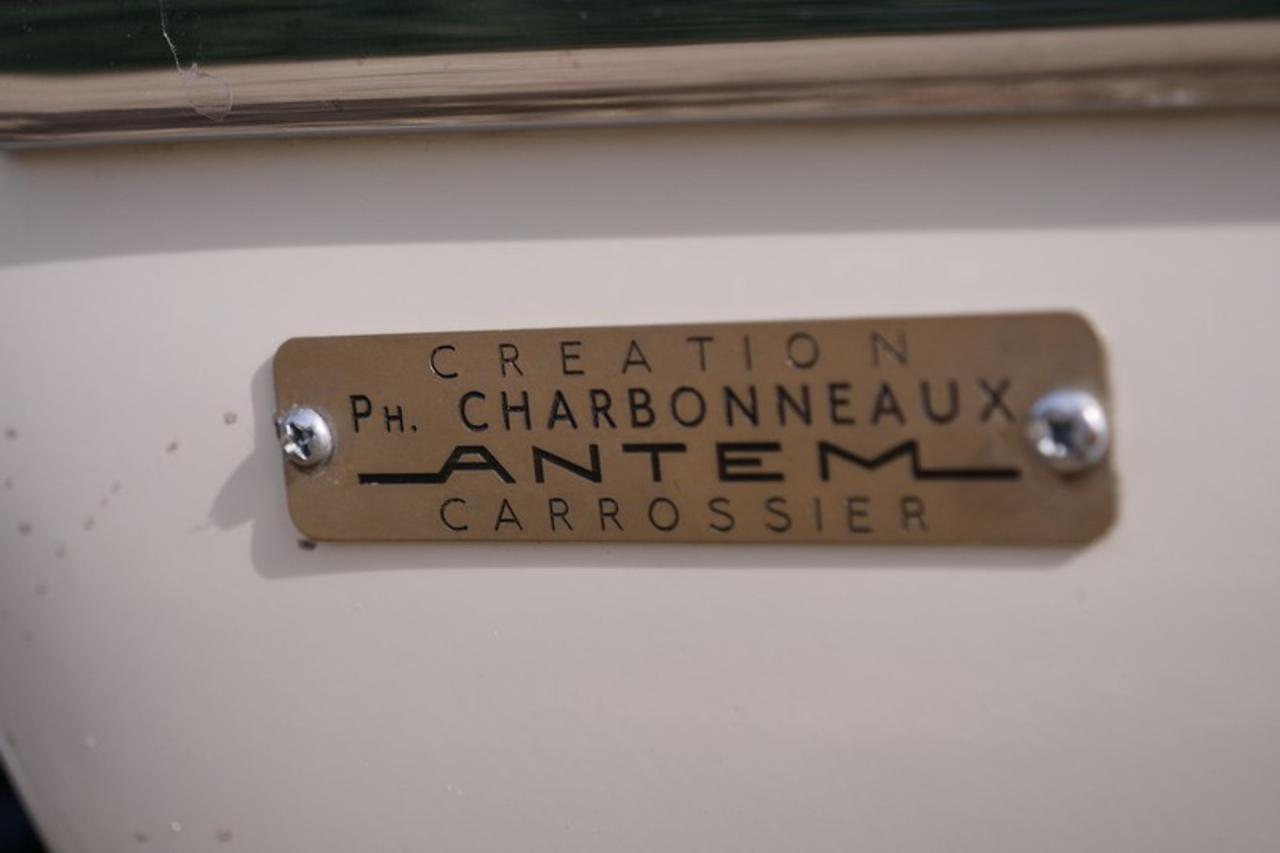 CREATION
PH. CHARBONNEAUX
ANTEM
CARROSSIER